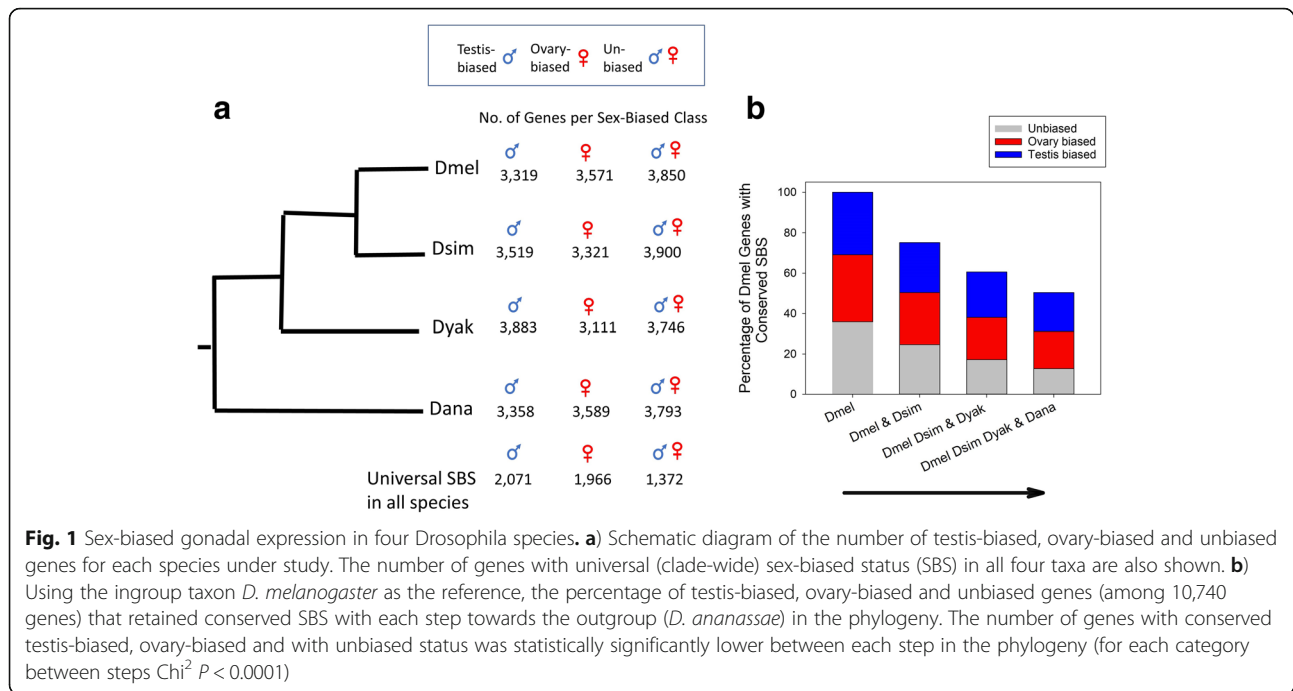 Testis-biased ♂ Ovary-biased ♀ Un-biased ♂ ♀
a
No. of Genes per Sex-Biased Class
♂ ♀ ♂ ♀
Dmel
3,319 3,571 3,850
♂ ♀ ♂ ♀
Dsim
3,519 3,321 3,900
♂ ♀ ♂ ♀
Dyak
3,883 3,111 3,746
♂ ♀ ♂ ♀
Dana
3,358 3,589 3,793
♂ ♀ ♂ ♀
Universal SBS
in all species
2,071 1,966 1,372
b
Unbiased
Ovary biased
Testis biased
Percentage of Dmel Genes with
Conserved SBS
100
80
60
40
20
0
Dmel
Dmel & Dsim
Dmel Dsim & Dyak
Dmel Dsim Dyak & Dana
Fig. 1 Sex-biased gonadal expression in four Drosophila species. a) Schematic diagram of the number of testis-biased, ovary-biased and unbiased
genes for each species under study. The number of genes with universal (clade-wide) sex-biased status (SBS) in all four taxa are also shown. b)
Using the ingroup taxon D. melanogaster as the reference, the percentage of testis-biased, ovary-biased and unbiased genes (among 10,740
genes) that retained conserved SBS with each step towards the outgroup (D. ananassae) in the phylogeny. The number of genes with conserved
testis-biased, ovary-biased and with unbiased status was statistically significantly lower between each step in the phylogeny (for each category
between steps Chi² P < 0.0001)